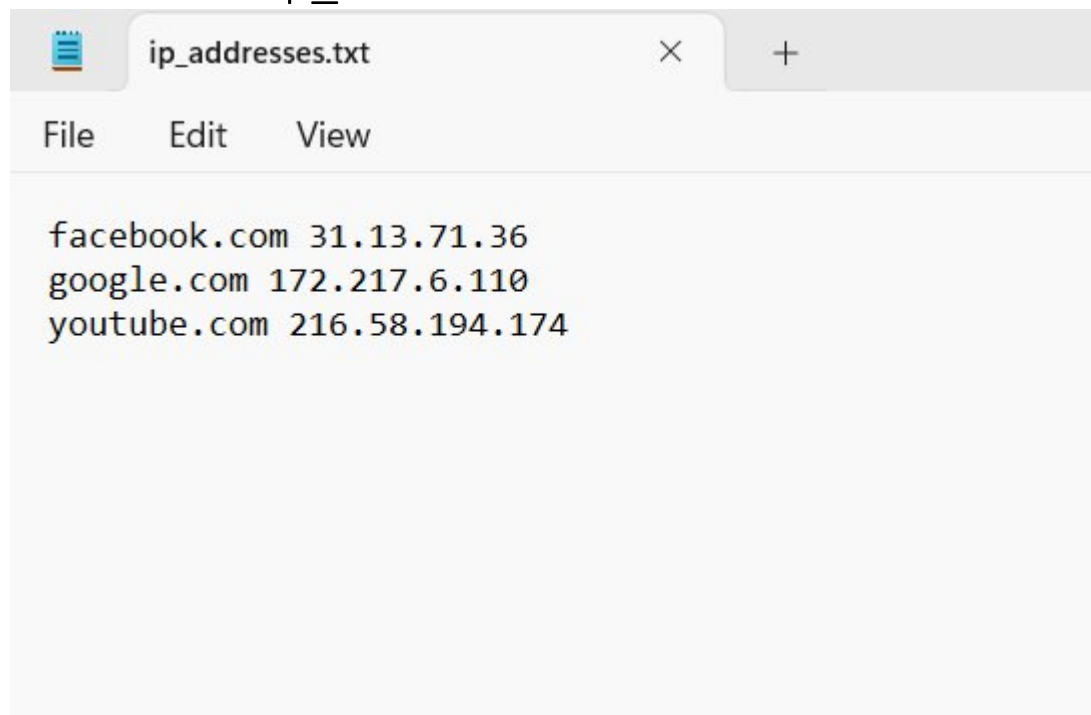 ip_addresses.txt
File Edit View
facebook.com 31.13.71.36
google.com 172.217.6.110
youtube.com 216.58.194.174